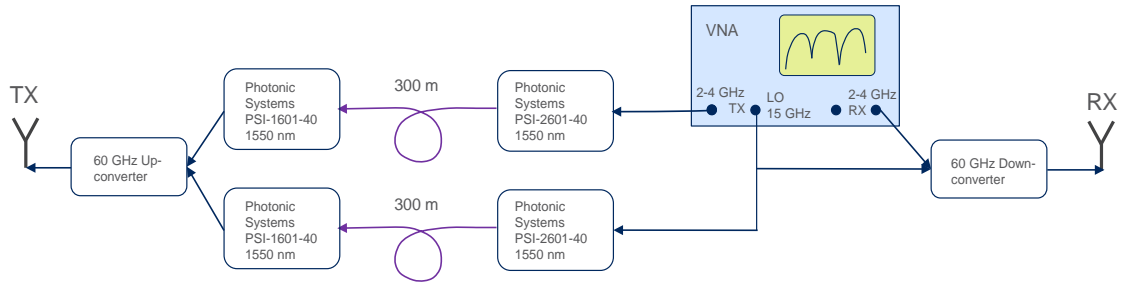 VNA
2-4 GHz
TX
LO
15 GHz
2-4 GHz
RX
TX
60 GHz Up-
converter
Photonic
Systems
PSI-1601-40
1550 nm
300 m
Photonic
Systems
PSI-2601-40
1550 nm
Photonic
Systems
PSI-1601-40
1550 nm
300 m
Photonic
Systems
PSI-2601-40
1550 nm
60 GHz Down-
converter
RX